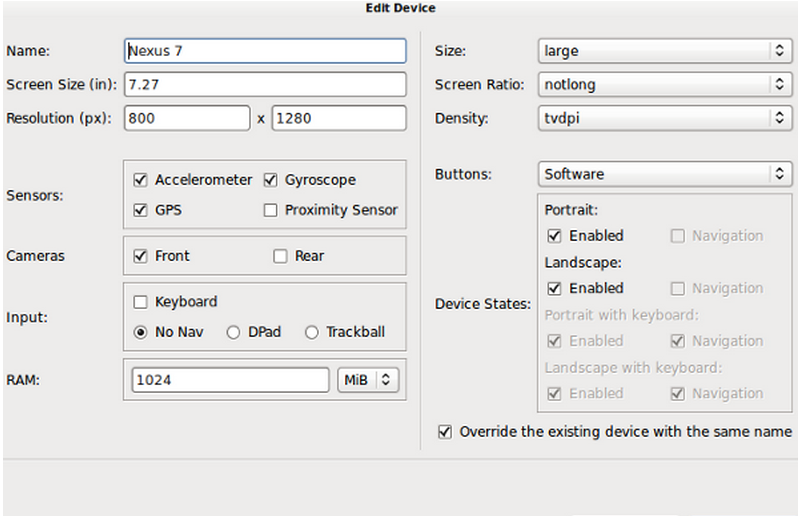 Edit Device
Name: Nexus 7
Screen Size (in): 7.27
Resolution (px): 800 x 1280
Sensors:
Accelerometer Gyroscope
GPS Proximity Sensor
Cameras Front Rear
Input:
Keyboard
No Nav DPad Trackball
RAM: 1024 MiB
Size: large
Screen Ratio: notlong
Density: tvdpi
Buttons: Software
Device States:
Portrait:
Enabled Navigation
Landscape:
Enabled Navigation
Portrait with keyboard:
Enabled Navigation
Landscape with keyboard:
Enabled Navigation
Override the existing device with the same name